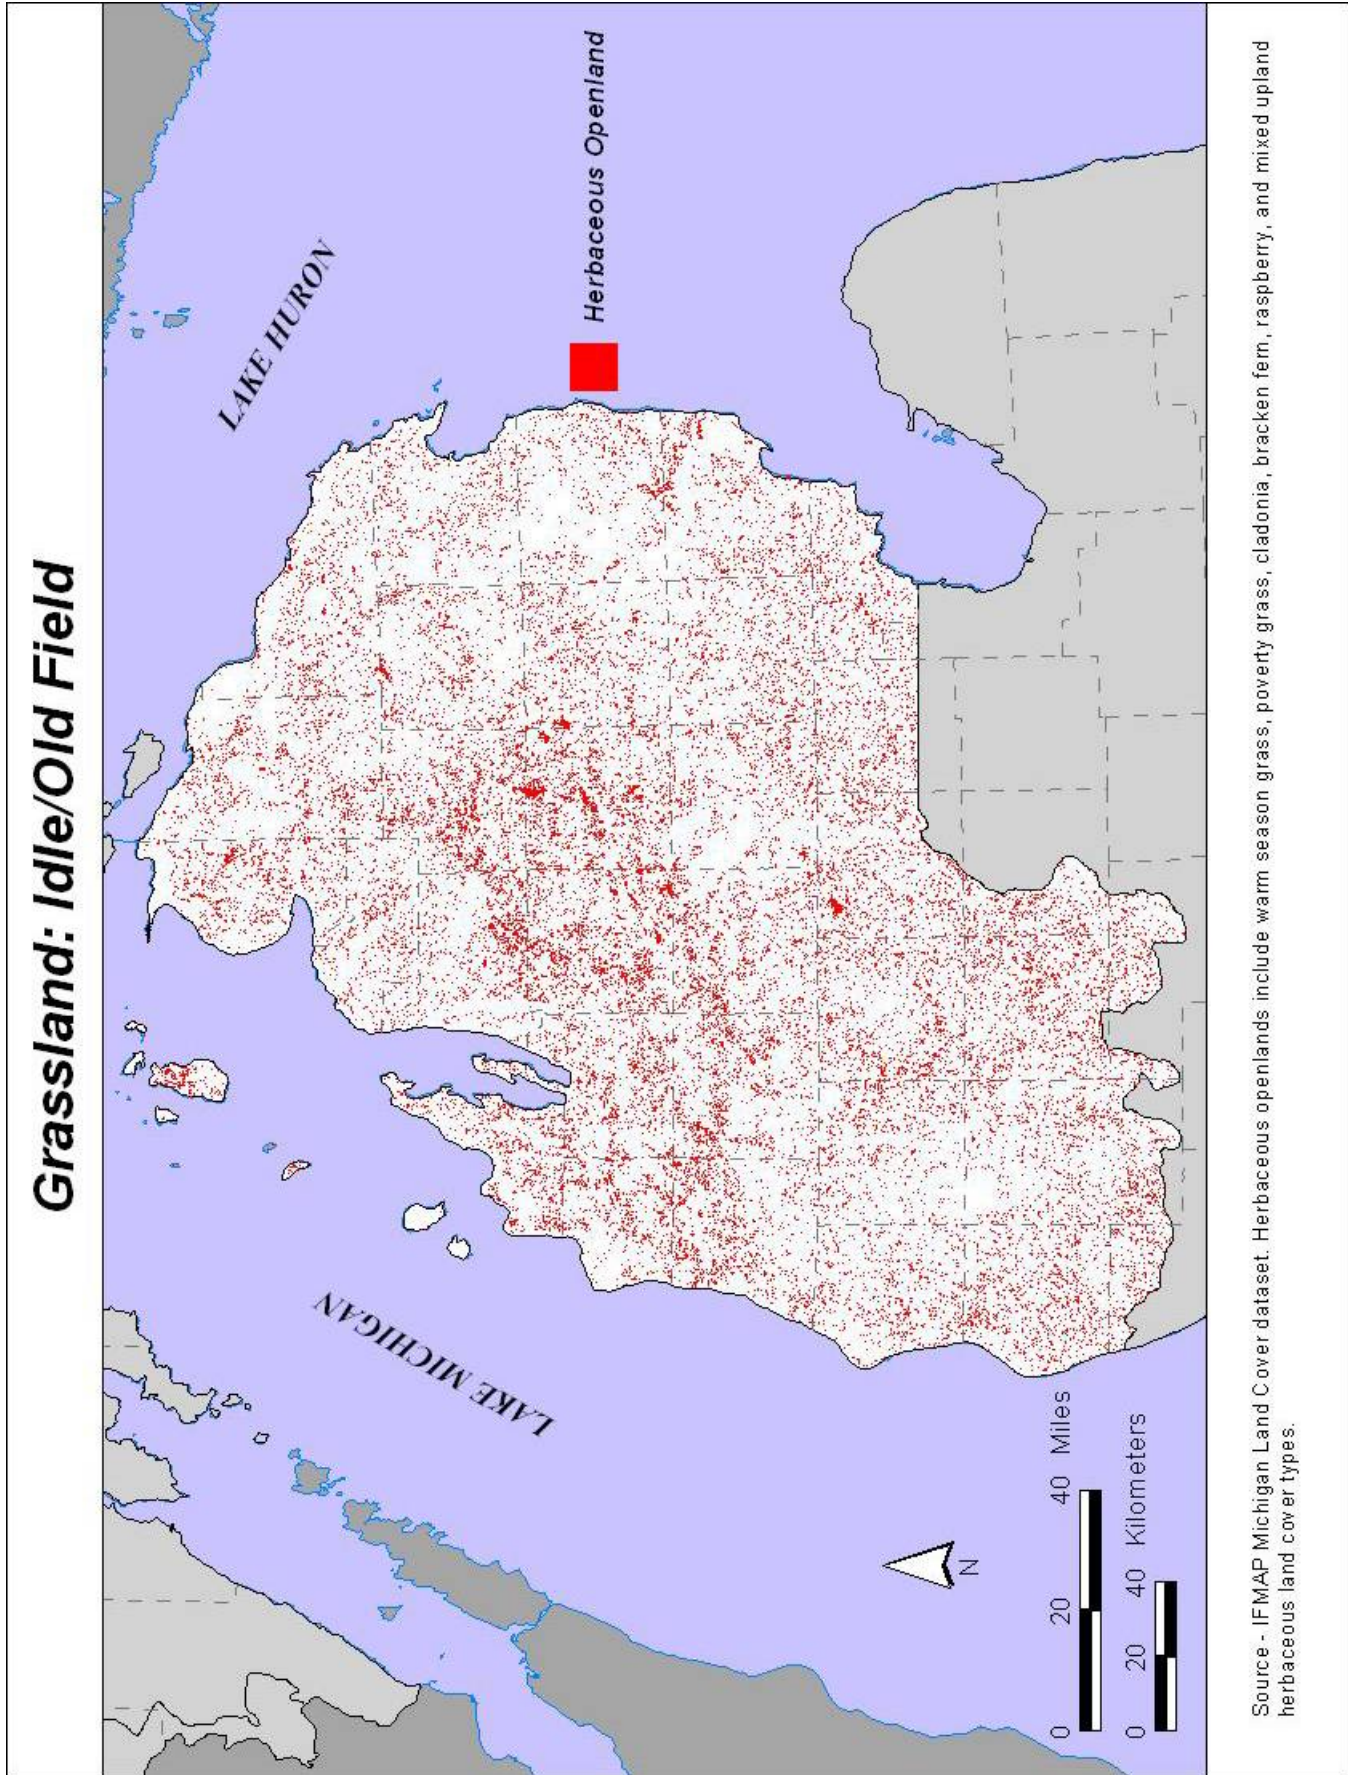 Grassland: Idle/Old Field
LAKE HURON
LAKE MICHIGAN
Herbaceous Openland
N
0 20 40 Miles
0 20 40 Kilometers
Source - IFMAP Michigan Land Cover dataset. Herbaceous openlands include warm season grass, poverty grass, cladonia, bracken fern, raspberry, and mixed upland
herbaceous land cover types.